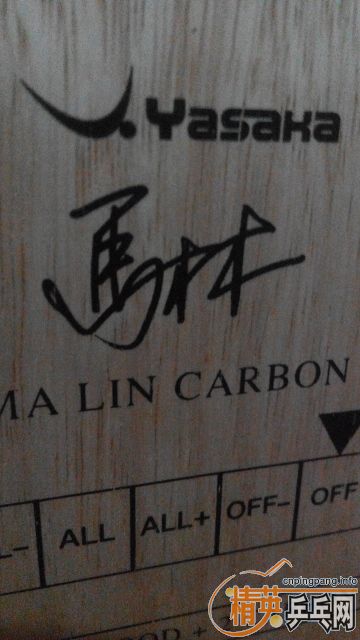 Yasaka
馬林
MA LIN CARBON
ALL ALL+ OFF- OFF
cnpingpang.info
精英乒乓网